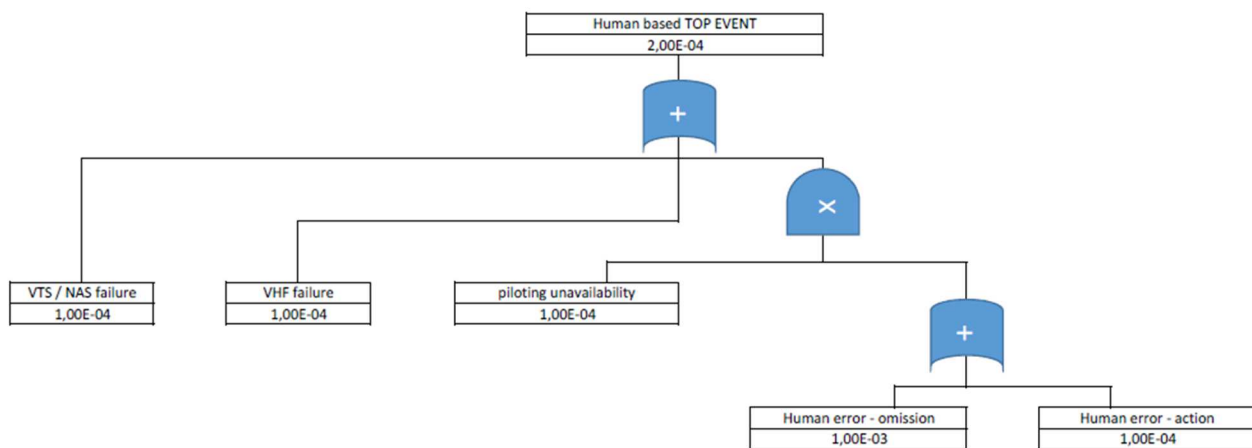 Human based TOP EVENT
2,00E-04
+
X
VTS / NAS failure
1,00E-04
VHF failure
1,00E-04
piloting unavailability
1,00E-04
+
Human error - omission
1,00E-03
Human error - action
1,00E-04